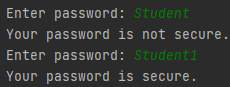 Enter password: Student
Your password is not secure.
Enter password: Student1
Your password is secure.